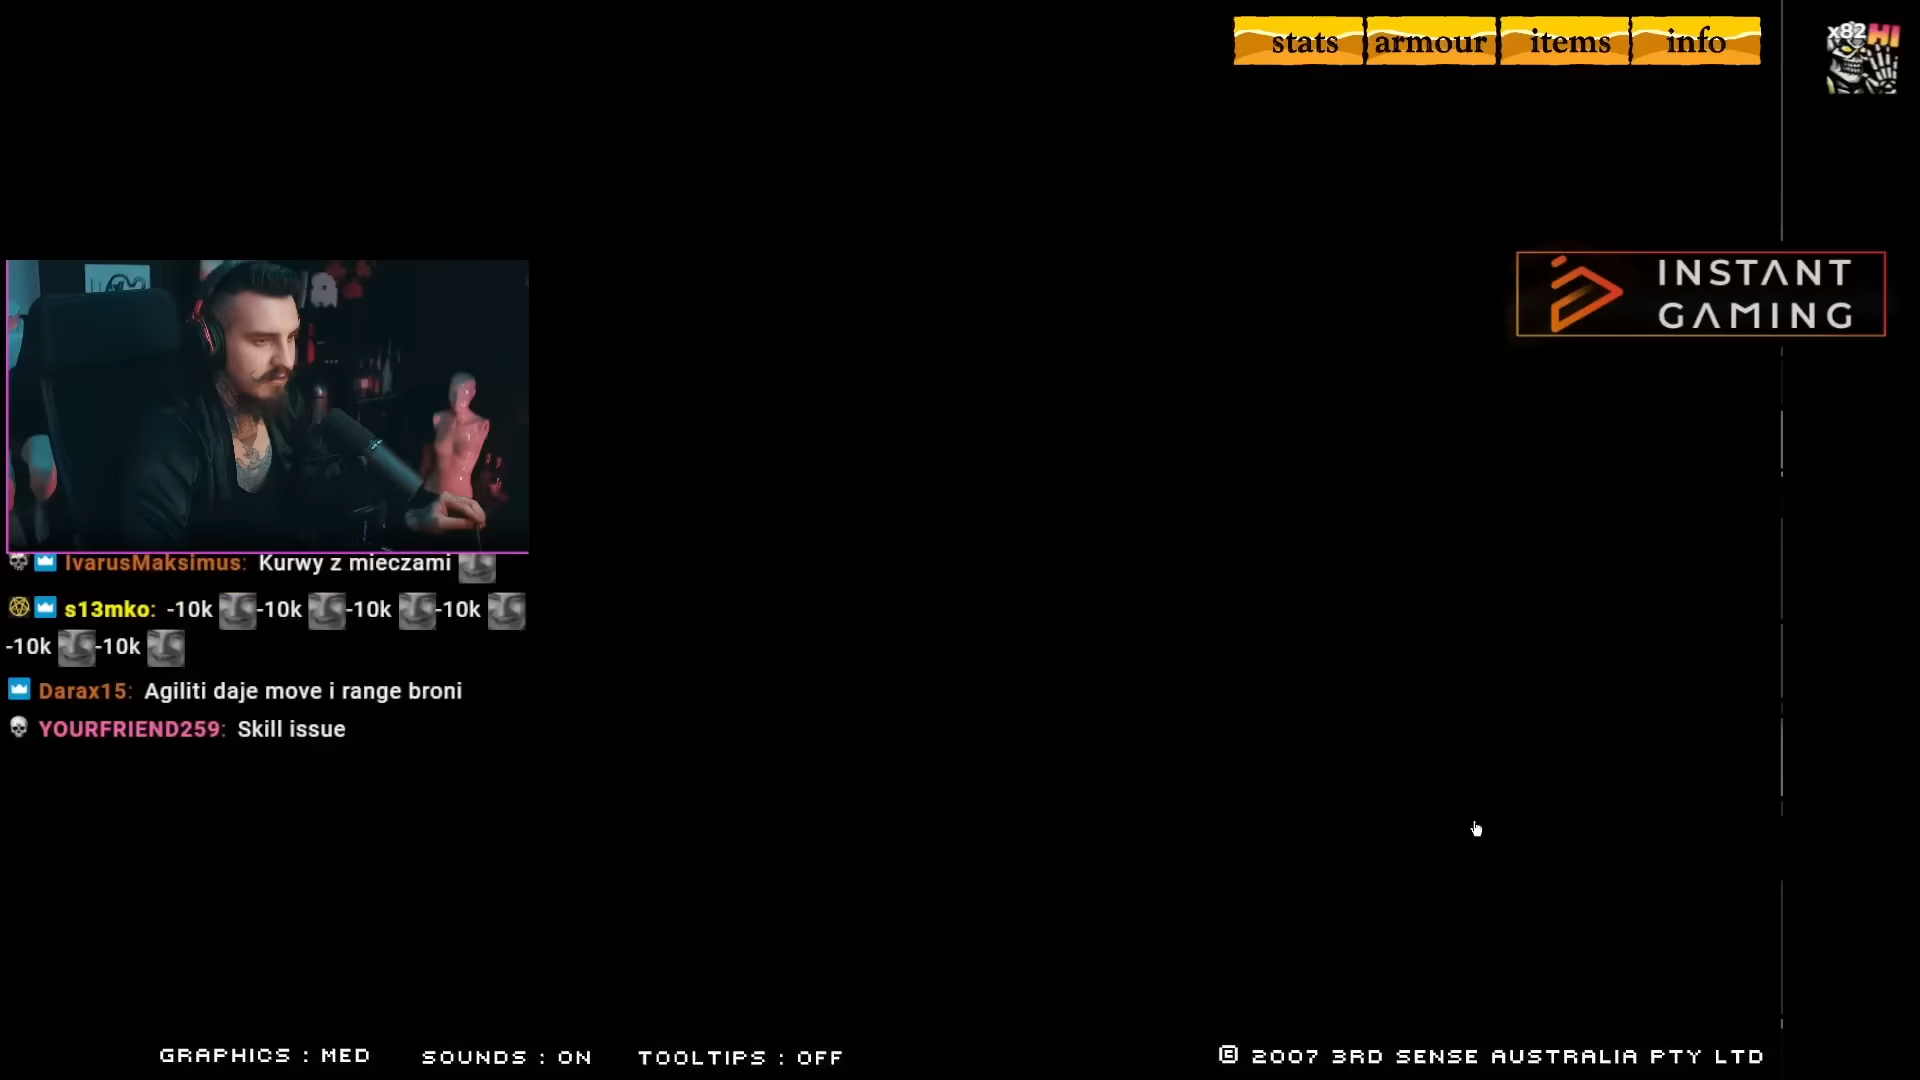 stats armour items info
x82 HI
INSTANT
GAMING
IvarusMaksimus: Kurwy z mieczami
s13mko: -10k -10k -10k -10k
-10k -10k
Darax15: Agiliti daje move i range broni
YOURFRIEND259: Skill issue
GRAPHICS : MED SOUNDS : ON TOOLTIPS : OFF © 2007 3RD SENSE AUSTRALIA PTY LTD